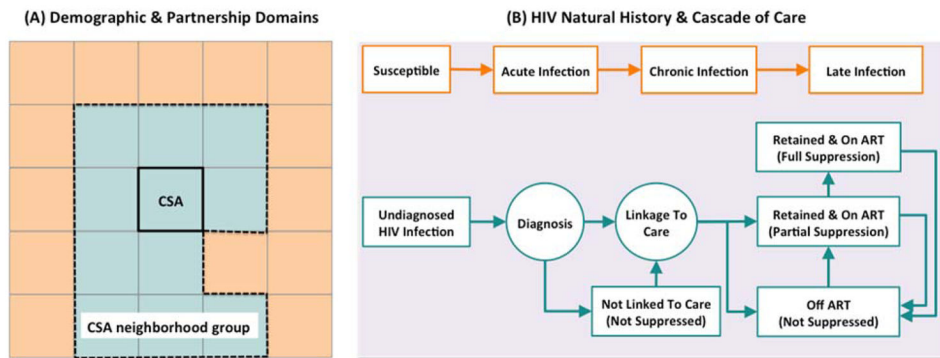 (A) Demographic & Partnership Domains
CSA
CSA neighborhood group
(B) HIV Natural History & Cascade of Care
Susceptible
Acute Infection
Chronic Infection
Late Infection
Retained & On ART
(Full Suppression)
Undiagnosed
HIV Infection
Diagnosis
Linkage To
Care
Retained & On ART
(Partial Suppression)
Not Linked To Care
(Not Suppressed)
Off ART
(Not Suppressed)